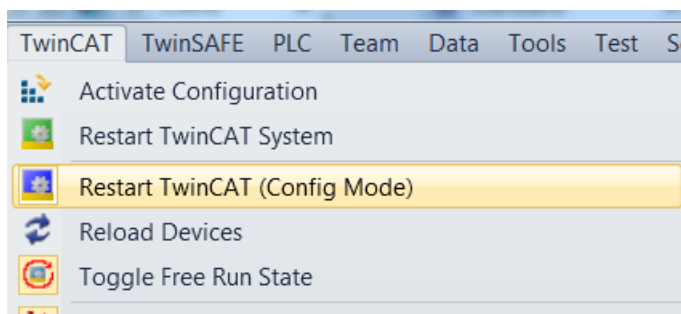 TwinCAT TwinSAFE PLC Team Data Tools Test
Activate Configuration
Restart TwinCAT System
Restart TwinCAT (Config Mode)
Reload Devices
Toggle Free Run State